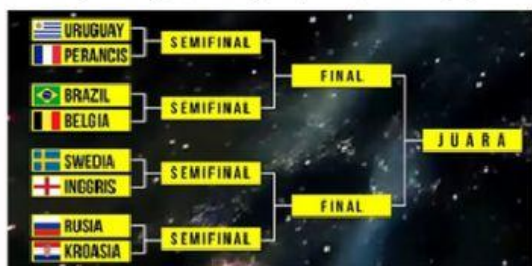 URUGUAY
PERANCIS
SEMIFINAL
BRAZIL
BELGIA
SEMIFINAL
FINAL
SWEDIA
INGGRIS
SEMIFINAL
RUSIA
KROASIA
SEMIFINAL
FINAL
JUARA